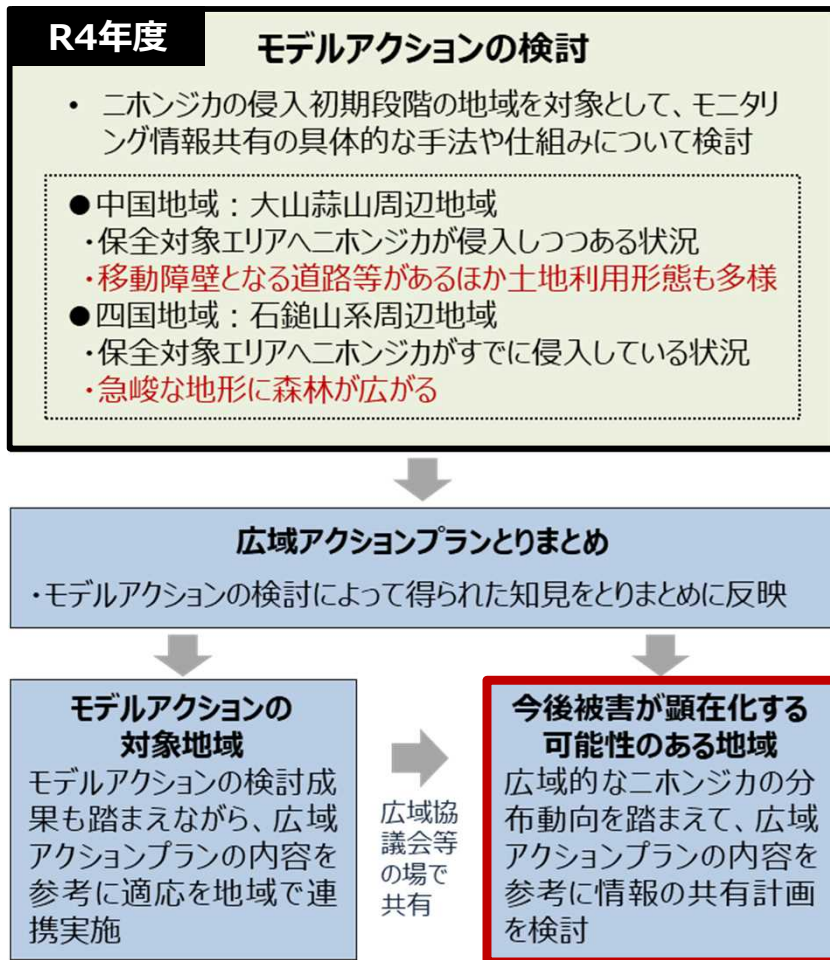 R4年度
モデルアクションの検討
• ニホンジカの侵入初期段階の地域を対象として、モニタリ
ング情報共有の具体的な手法や仕組みについて検討
●中国地域：大山蒜山周辺地域
・保全対象エリアへニホンジカが侵入しつつある状況
・移動障壁となる道路等があるほか土地利用形態も多様
●四国地域：石鎚山系周辺地域
・保全対象エリアへニホンジカがすでに侵入している状況
・急峻な地形に森林が広がる
広域アクションプランとりまとめ
・モデルアクションの検討によって得られた知見をとりまとめに反映
モデルアクションの
対象地域
モデルアクションの検討成
果も踏まえながら、広域
アクションプランの内容を
参考に適応を地域で連
携実施
広域協
議会等
の場で
共有
今後被害が顕在化する
可能性のある地域
広域的なニホンジカの分
布動向を踏まえて、広域
アクションプランの内容を
参考に情報の共有計画
を検討